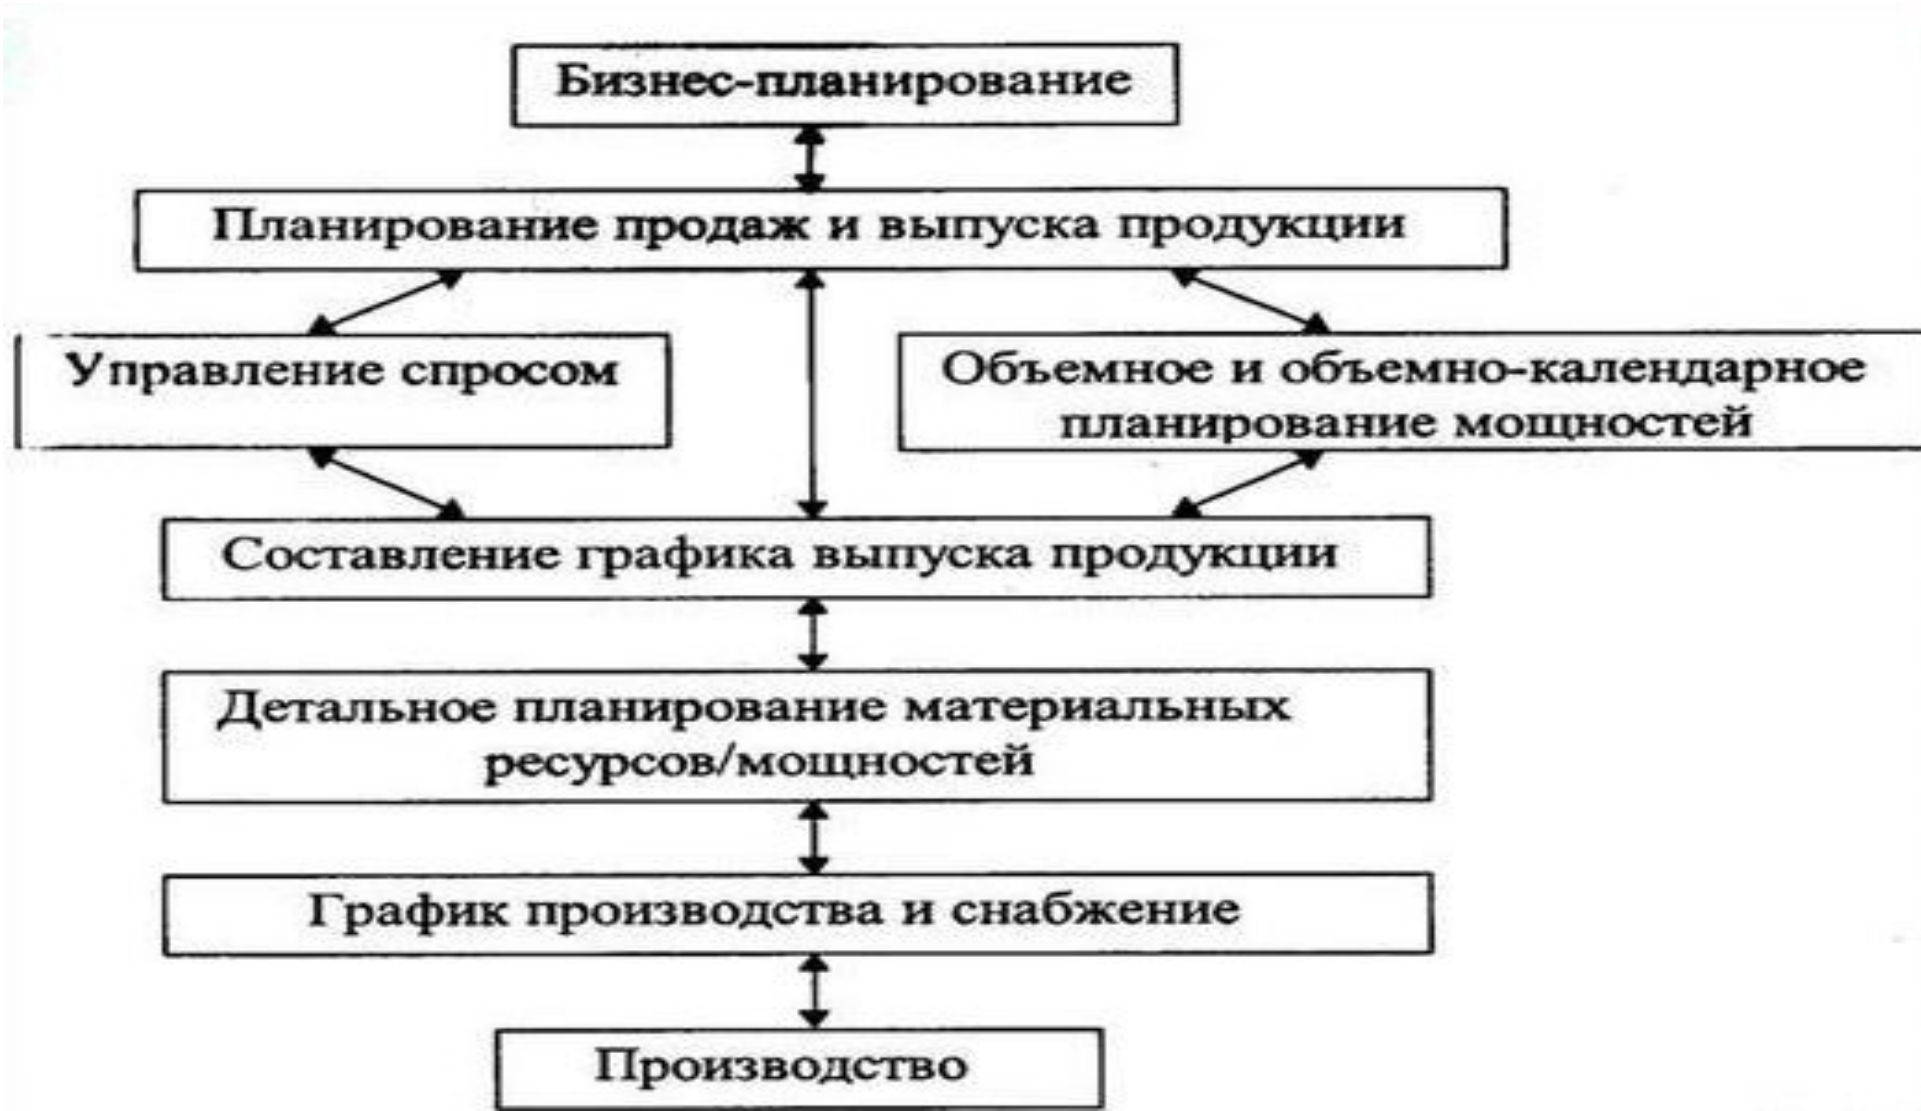 Бизнес-планирование
Планирование продаж и выпуска продукции
Управление спросом
Объемное и объемно-календарное
планирование мощностей
Составление графика выпуска продукции
Детальное планирование материальных
ресурсов/мощностей
График производства и снабжение
Производство